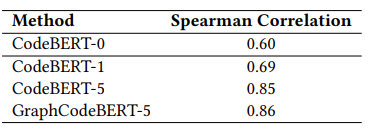 Method Spearman Correlation
CodeBERT-0 0.60
CodeBERT-1 0.69
CodeBERT-5 0.85
GraphCodeBERT-5 0.86